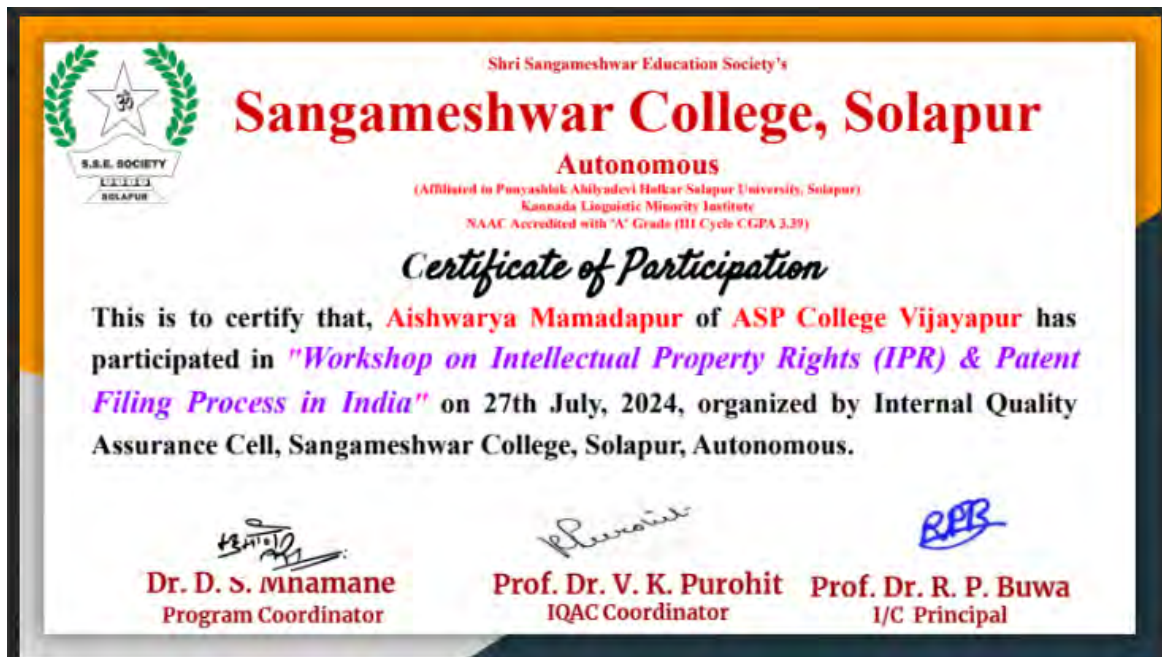 Shri Sangameshwar Education Society's
Sangameshwar College, Solapur
Autonomous
(Affiliated to Punyashlok Ahilyadevi Holkar Solapur University, Solapur)
Kannada Linguistic Minority Institute
NAAC Accredited with 'A' Grade (III Cycle CGPA 3.39)
ॐ
S.S.E. SOCIETY
SOLAPUR
Certificate of Participation
This is to certify that, Aishwarya Mamadapur of ASP College Vijayapur has
participated in "Workshop on Intellectual Property Rights (IPR) & Patent
Filing Process in India" on 27th July, 2024, organized by Internal Quality
Assurance Cell, Sangameshwar College, Solapur, Autonomous.
Purohit
RPB
Dr. D. S. Mhamane
Prof. Dr. V. K. Purohit
Prof. Dr. R. P. Buwa
Program Coordinator
IQAC Coordinator
I/C Principal